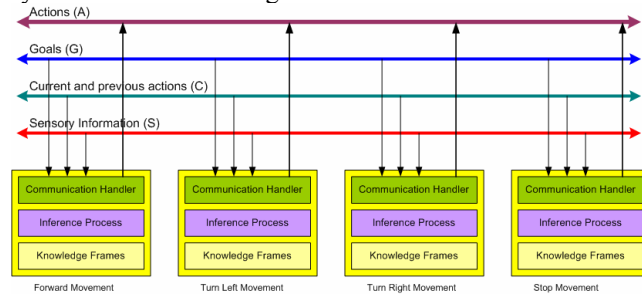 Actions (A)
Goals (G)
Current and previous actions (C)
Sensory Information (S)
Communication Handler
Inference Process
Knowledge Frames
Forward Movement
Communication Handler
Inference Process
Knowledge Frames
Turn Left Movement
Communication Handler
Inference Process
Knowledge Frames
Turn Right Movement
Communication Handler
Inference Process
Knowledge Frames
Stop Movement